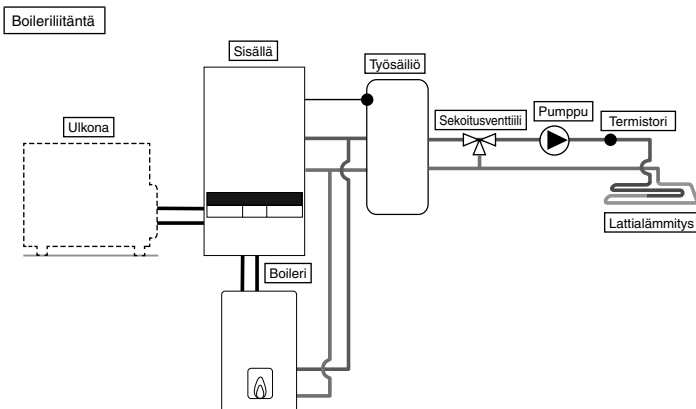 Boileriliitäntä
Sisällä
Työsäiliö
Ulkona
Sekoitusventtiili
Pumppu
Termistori
Lattialämmitys
Boileri